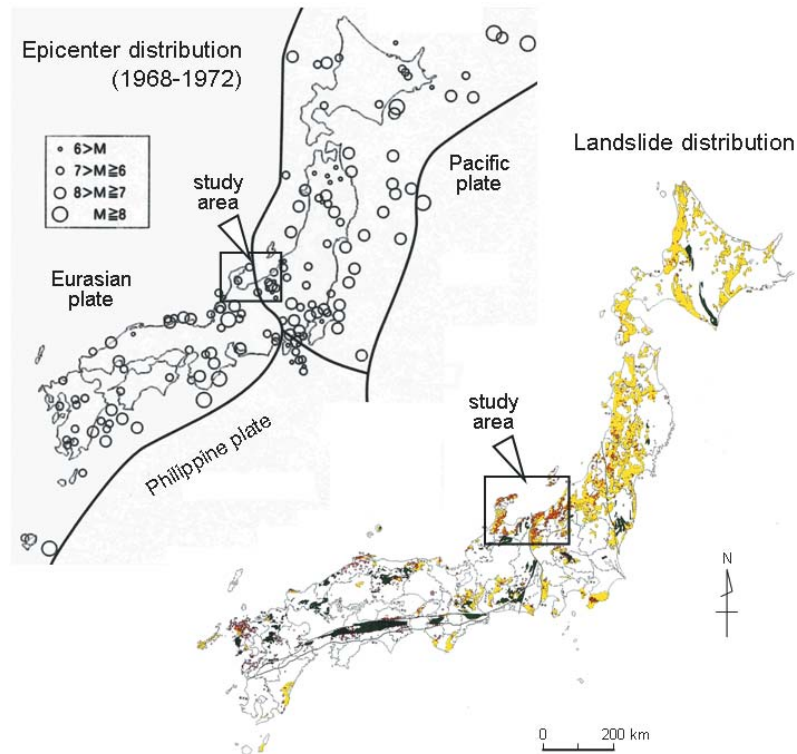 Epicenter distribution
(1968-1972)
6>M
7>M≧6
8>M≧7
M≧8
study
area
Pacific
plate
Eurasian
plate
Philippine plate
Landslide distribution
study
area
N
0 200 km